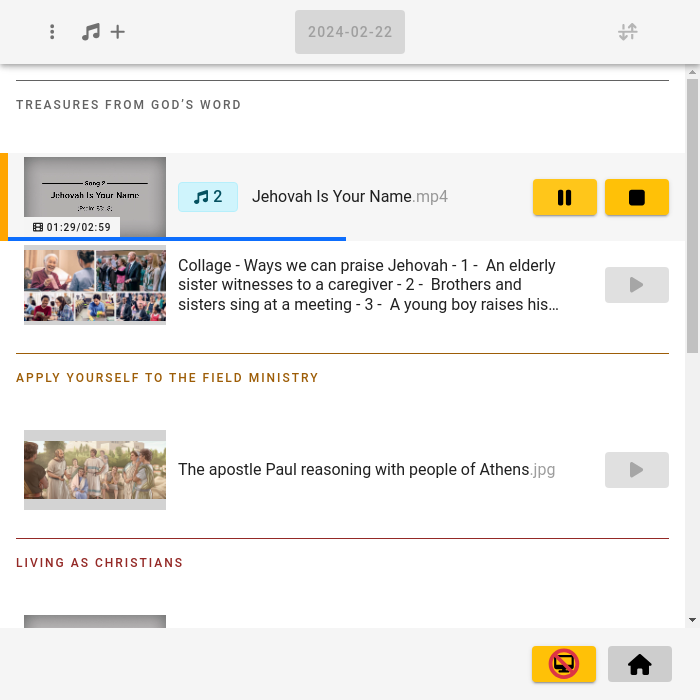 2024-02-22
TREASURES FROM GOD'S WORD
Song 2
Jehovah Is Your Name
01:29/02:59
2
Jehovah Is Your Name.mp4
Collage - Ways we can praise Jehovah - 1 - An elderly
sister witnesses to a caregiver - 2 - Brothers and
sisters sing at a meeting - 3 - A young boy raises his…
APPLY YOURSELF TO THE FIELD MINISTRY
The apostle Paul reasoning with people of Athens.jpg
LIVING AS CHRISTIANS